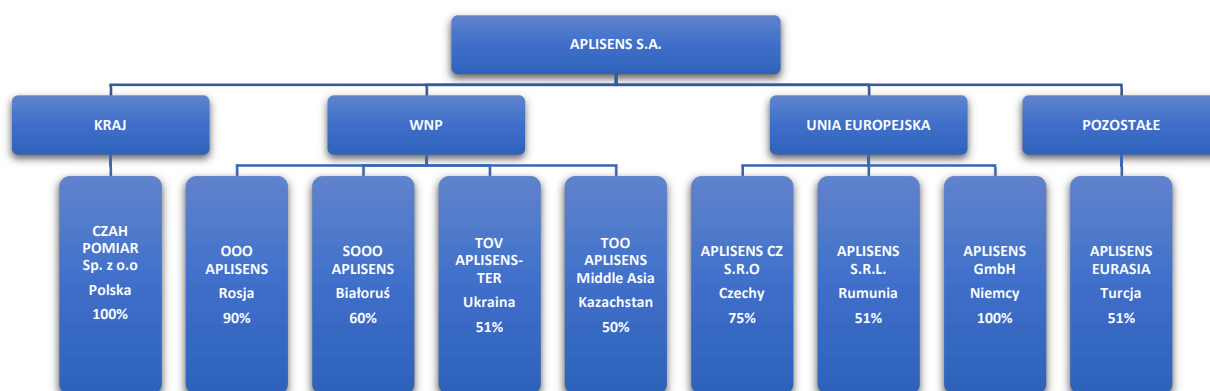 APLISENS S.A.
KRAJ
WNP
UNIA EUROPEJSKA
POZOSTAŁE
CZAH
POMIAR
Sp. z o.o
Polska
100%
OOO
APLISENS
Rosja
90%
SOOO
APLISENS
Białoruś
60%
TOV
APLISENS-
TER
Ukraina
51%
TOO
APLISENS
Middle Asia
Kazachstan
50%
APLISENS CZ
S.R.O
Czechy
75%
APLISENS
S.R.L.
Rumunia
51%
APLISENS
GmbH
Niemcy
100%
APLISENS
EURASIA
Turcja
51%